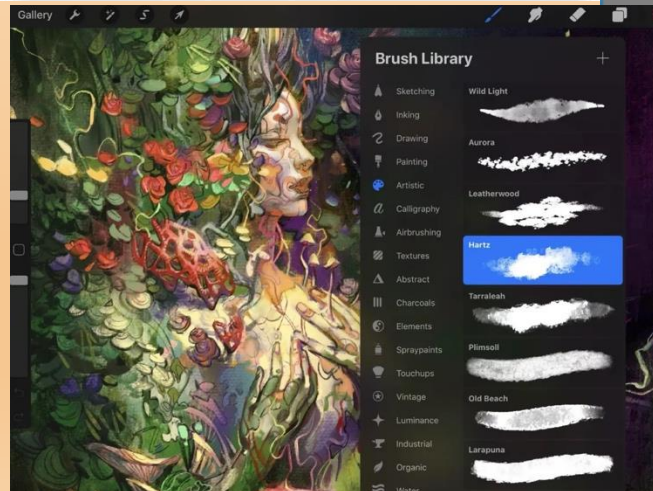 Gallery
Brush Library
Sketching
Inking
Drawing
Painting
Artistic
Calligraphy
Airbrushing
Textures
Abstract
Charcoals
Elements
Spraypaints
Touchups
Vintage
Luminance
Industrial
Organic
Water
Wild Light
Aurora
Leatherwood
Hartz
Tarraleah
Plimsoll
Old Beach
Larapuna